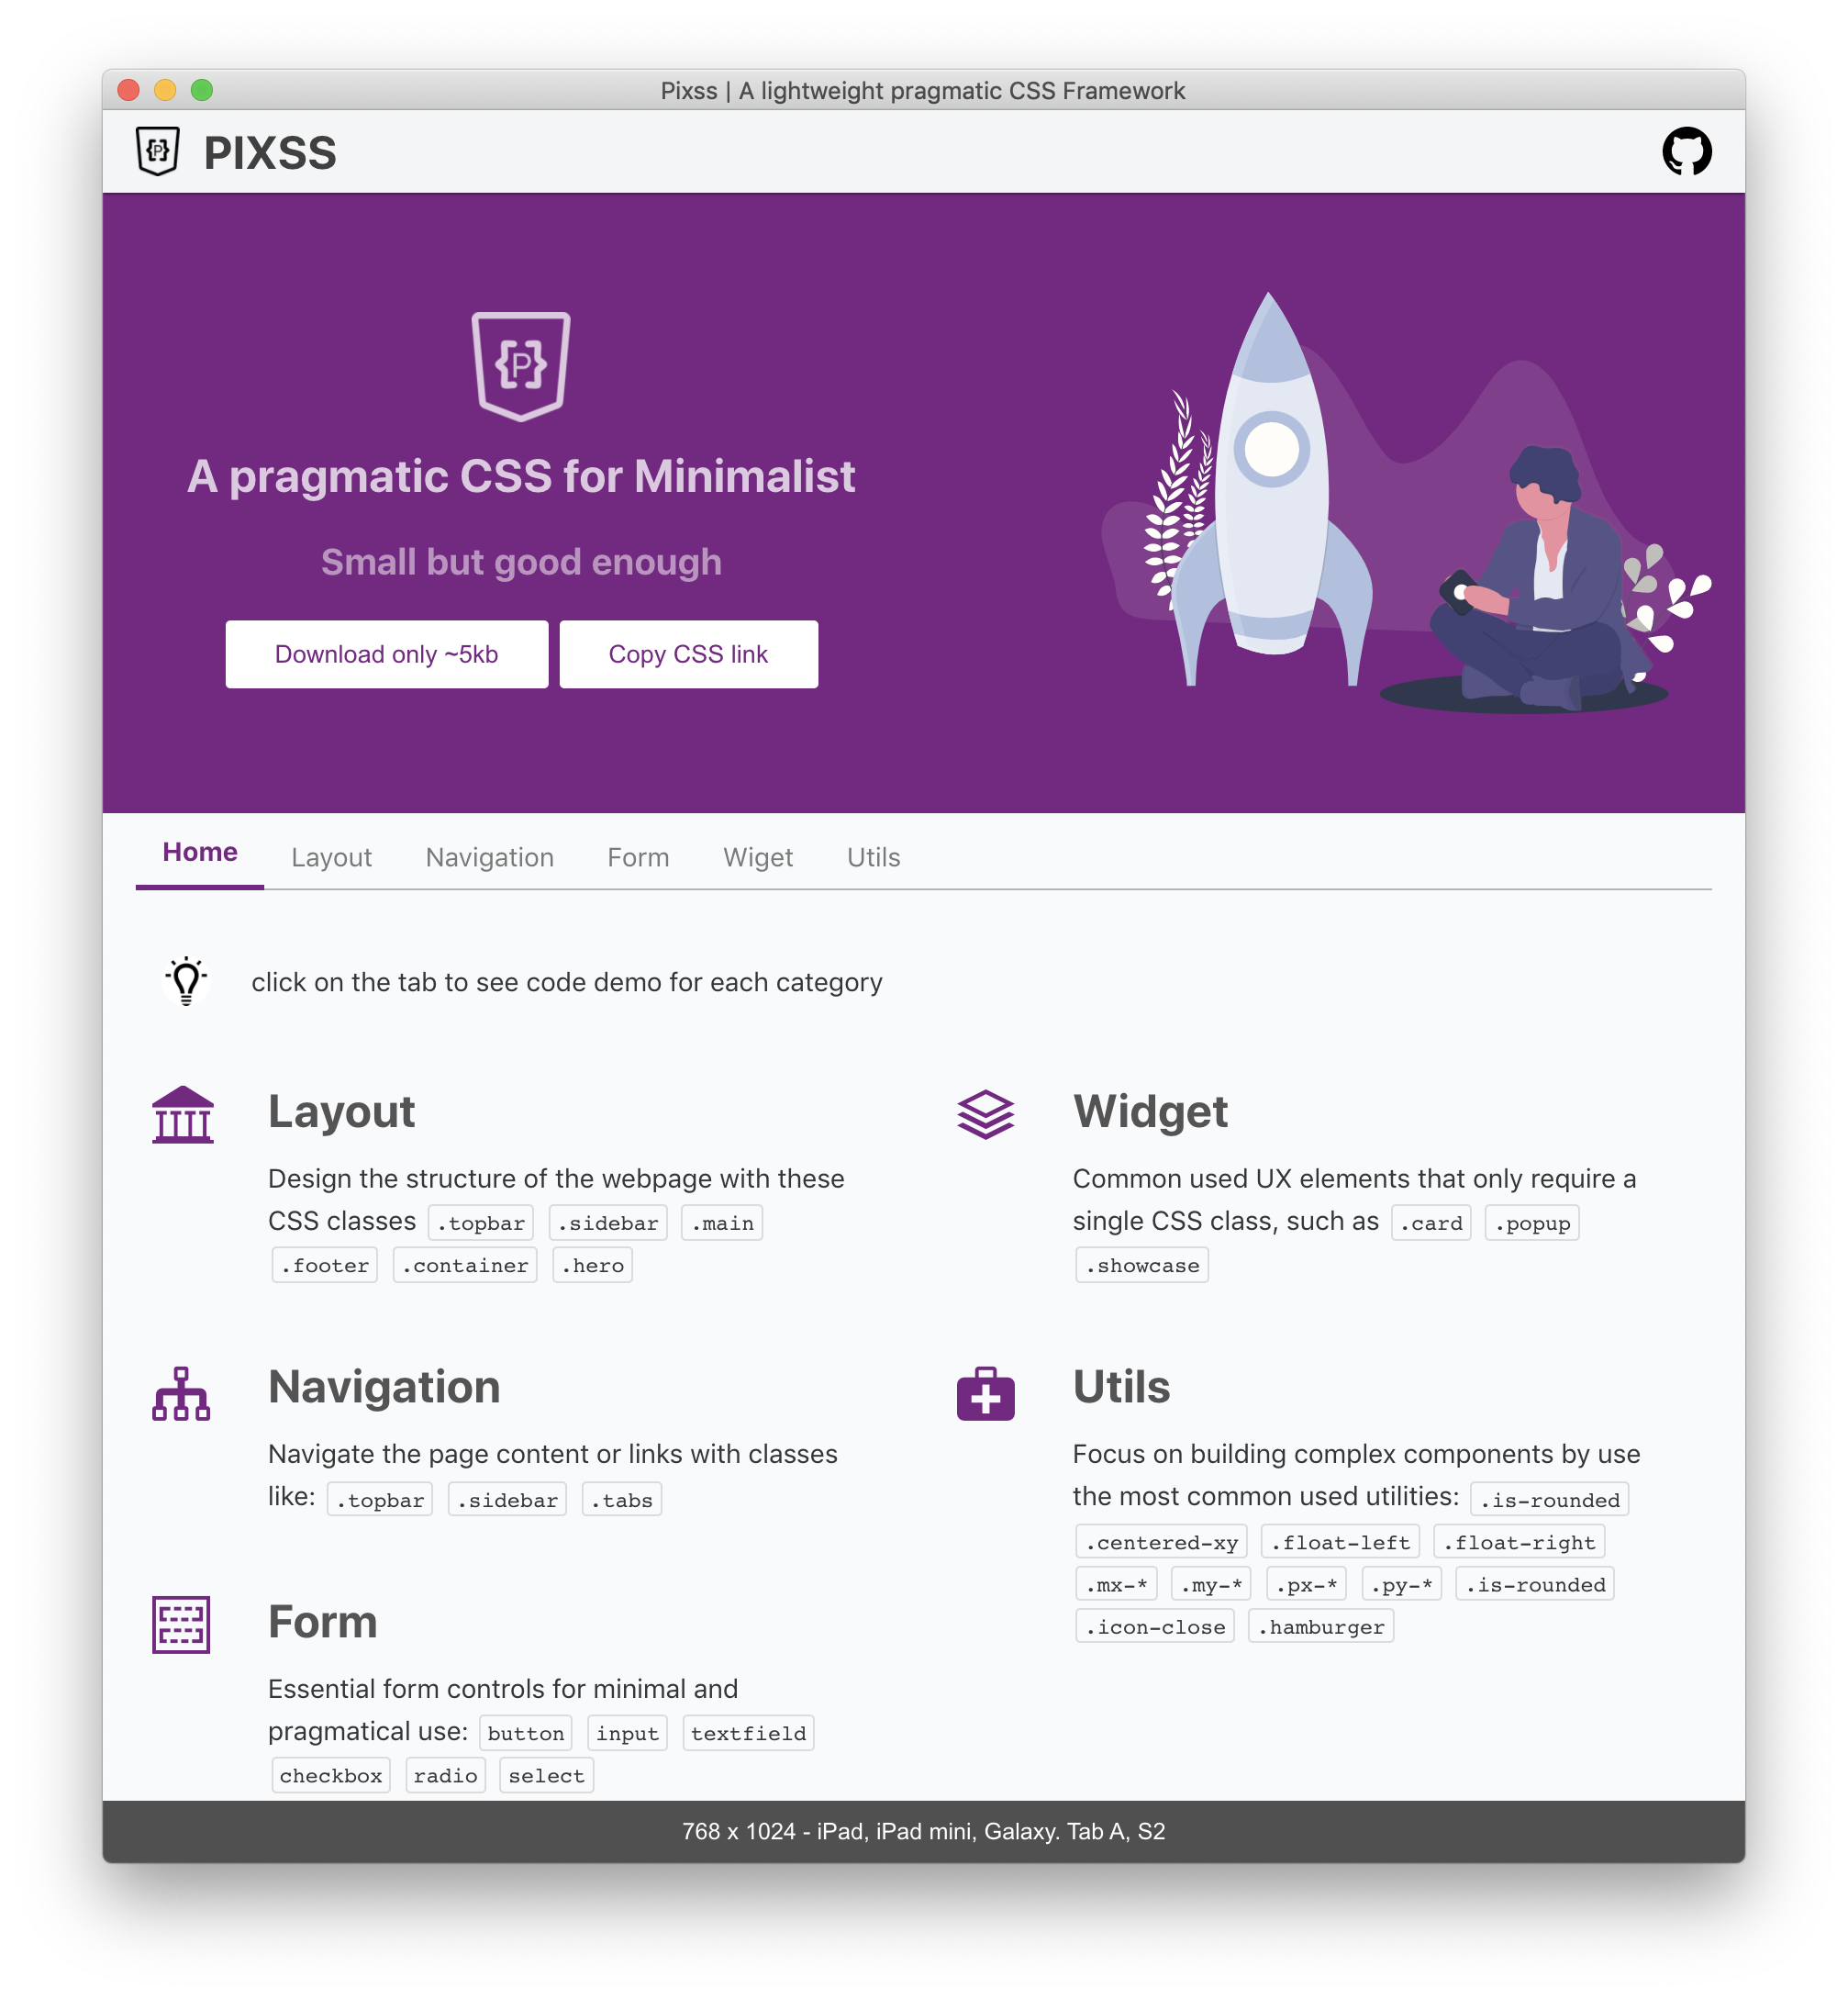 Pixss | A lightweight pragmatic CSS Framework
{P} PIXSS
{P}
A pragmatic CSS for Minimalist
Small but good enough
Download only ~5kb Copy CSS link
Home Layout Navigation Form Wiget Utils
click on the tab to see code demo for each category
Layout
Design the structure of the webpage with these
CSS classes .topbar .sidebar .main
.footer .container .hero
Widget
Common used UX elements that only require a
single CSS class, such as .card .popup
.showcase
Navigation
Navigate the page content or links with classes
like: .topbar .sidebar .tabs
Utils
Focus on building complex components by use
the most common used utilities: .is-rounded
.centered-xy .float-left .float-right
.mx-* .my-* .px-* .py-* .is-rounded
.icon-close .hamburger
Form
Essential form controls for minimal and
pragmatical use: button input textfield
checkbox radio select
768 x 1024 - iPad, iPad mini, Galaxy. Tab A, S2